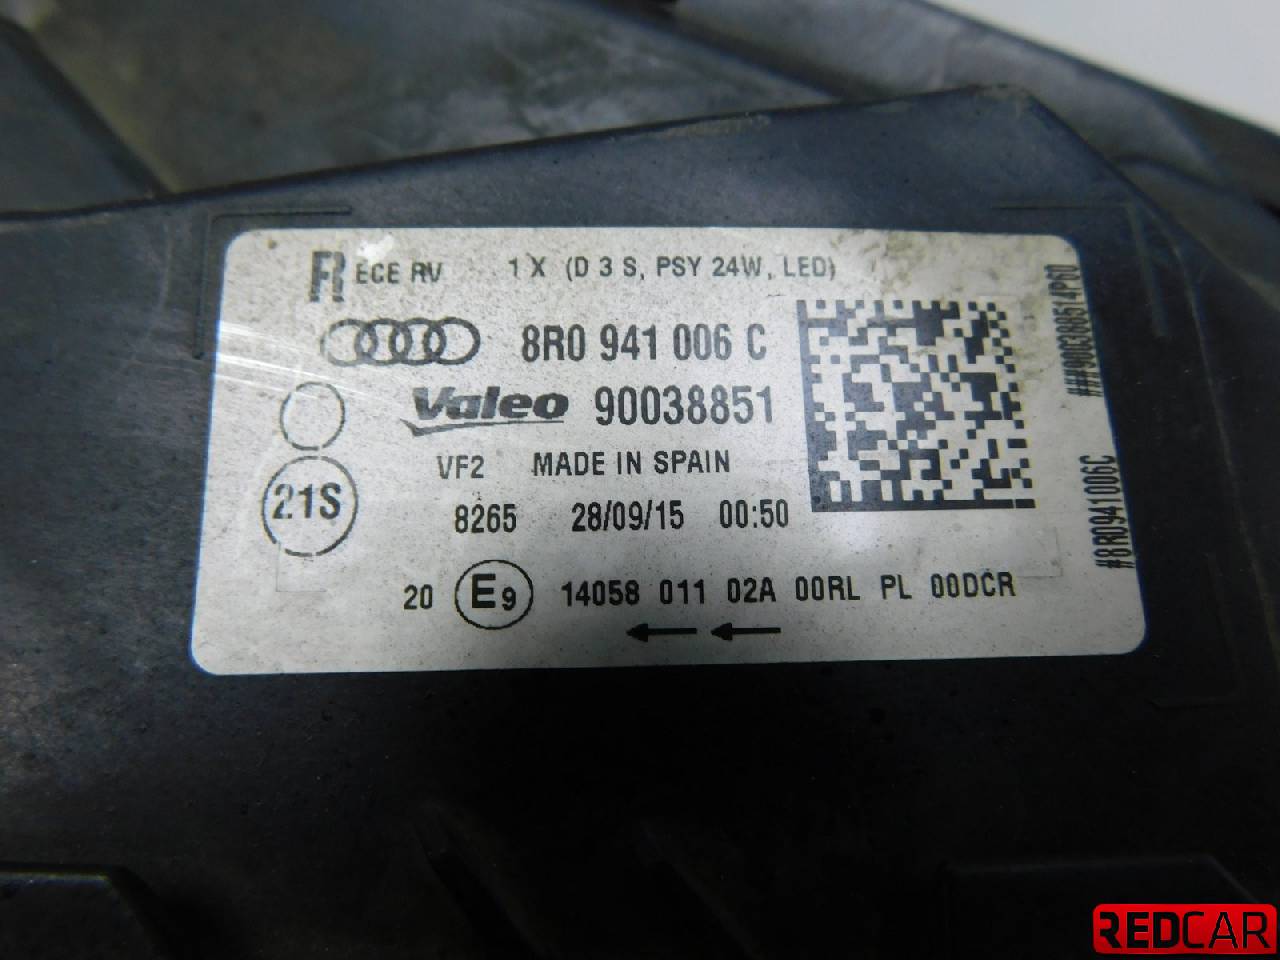 R ECE RV 1 X (D 3 S, PSY 24W, LED)
8R0 941 006 C
Valeo 90038851
VF2 MADE IN SPAIN
21S
8265 28/09/15 00:50
20 E9 14058 011 02A 00RL PL 00DCR
##900388514P60
#8R0941006C
REDCAR